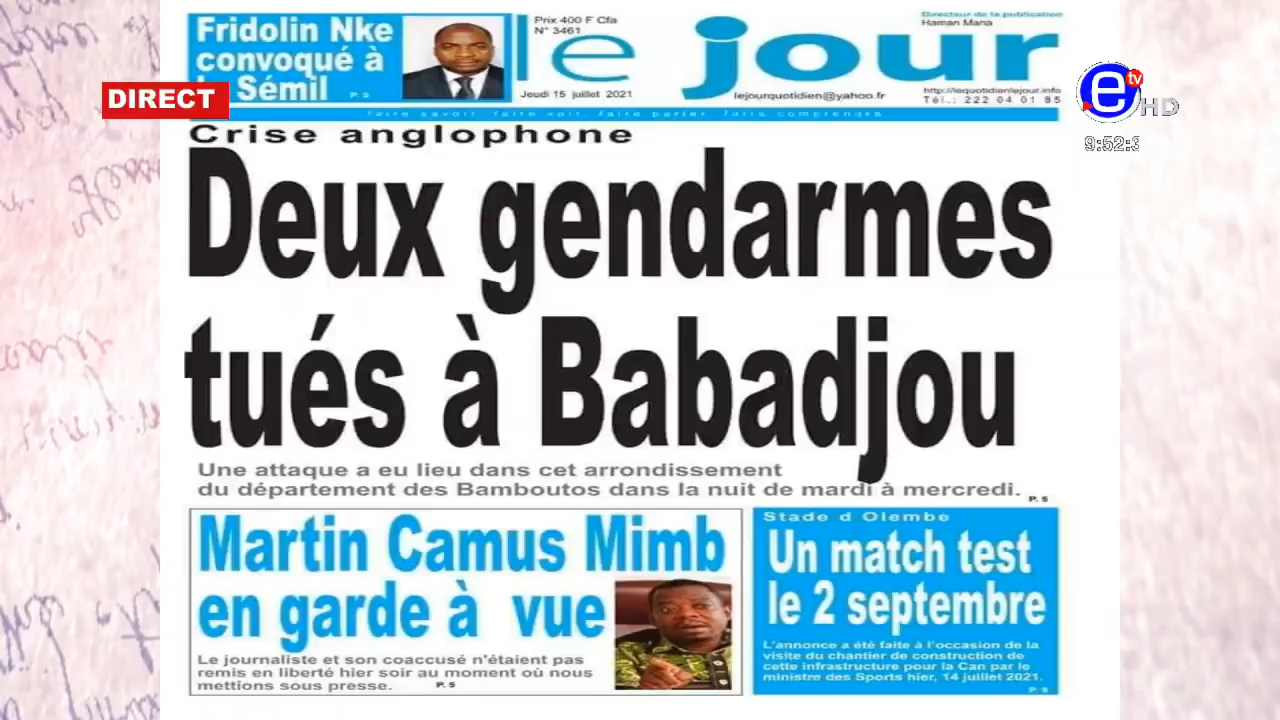 Fridolin Nke
convoqué à
la Sémil
P. 3
Prix 400 F Cfa
N° 3461
le jour
Directeur de la publication
Haman Mana
Jeudi 15 juillet 2021
lejourquotidien@yahoo.fr
http://lequotidienlejour.info
Tél.: 222 04 01 85
DIRECT
e tv
HD
9:52:3
faire savoir, faire voir, faire parler, faire comprendre
Crise anglophone
Deux gendarmes
tués à Babadjou
Une attaque a eu lieu dans cet arrondissement
du département des Bamboutos dans la nuit de mardi à mercredi.
P. 5
Martin Camus Mimb
en garde à vue
Le journaliste et son coaccusé n'étaient pas
remis en liberté hier soir au moment où nous
mettions sous presse.
P. 5
Stade d Olembe
Un match test
le 2 septembre
L'annonce a été faite à l'occasion de la
visite du chantier de construction de
cette infrastructure pour la Can par le
ministre des Sports hier, 14 juillet 2021.